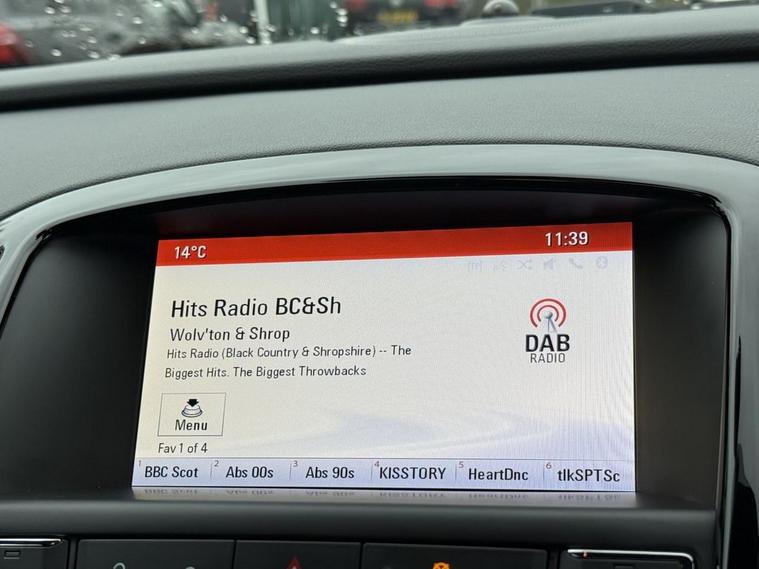 14°C 11:39
Hits Radio BC&Sh
Wolv'ton & Shrop
Hits Radio (Black Country & Shropshire) -- The
Biggest Hits. The Biggest Throwbacks
DAB
RADIO
Menu
Fav 1 of 4
1 BBC Scot 2 Abs 00s 3 Abs 90s 4 KISSTORY 5 HeartDnc 6 tlkSPTSc